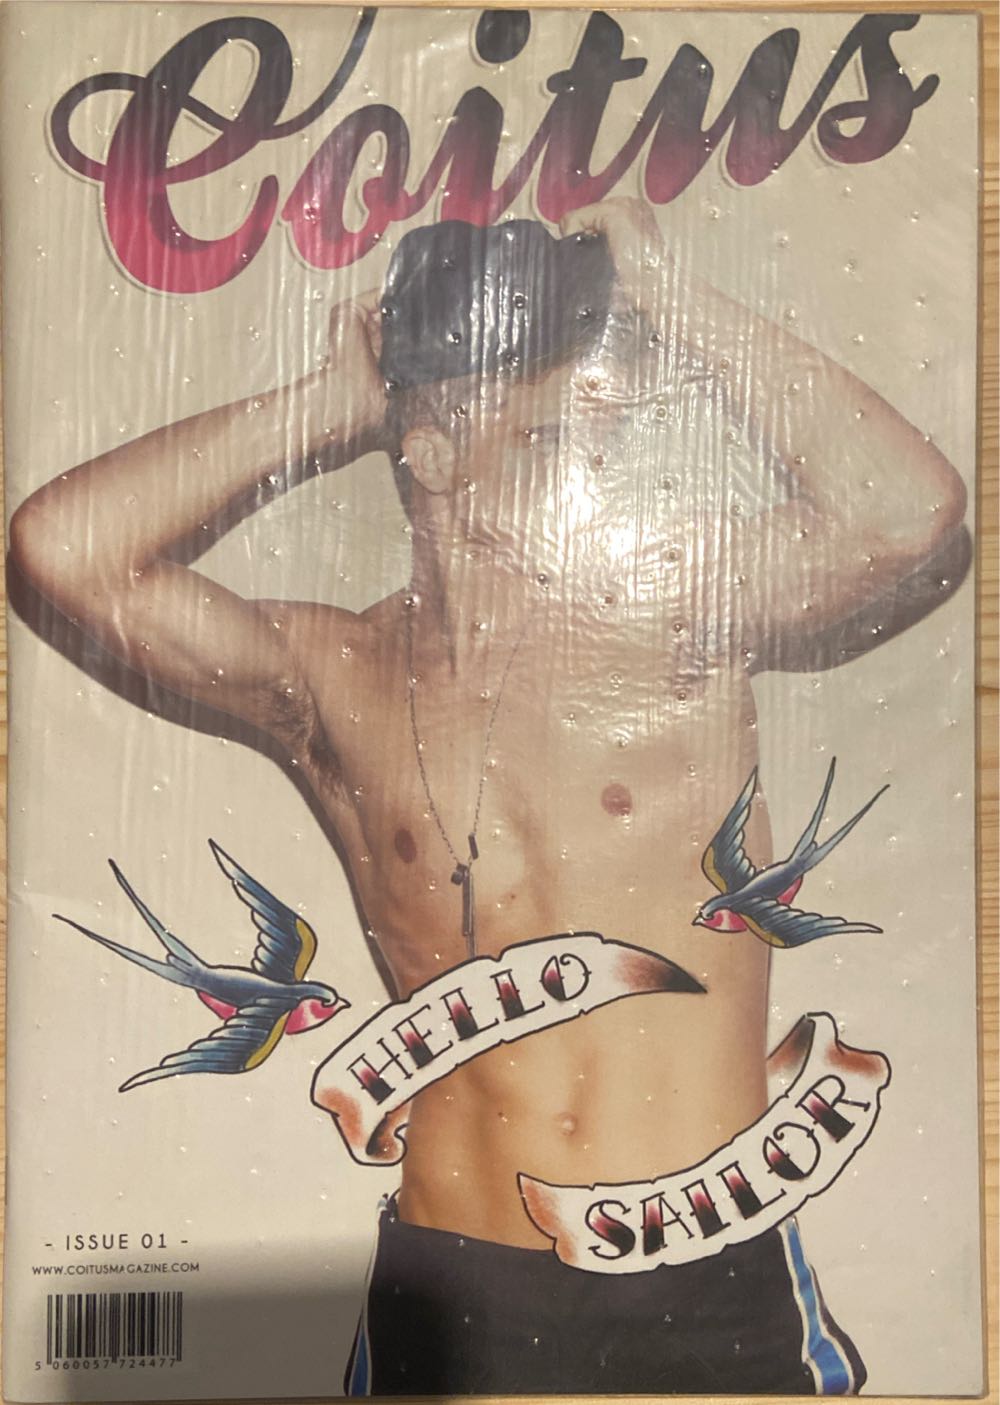 Coitus
HELLO
SAILOR
- ISSUE 01 -
WWW.COITUSMAGAZINE.COM
5 060057 724477